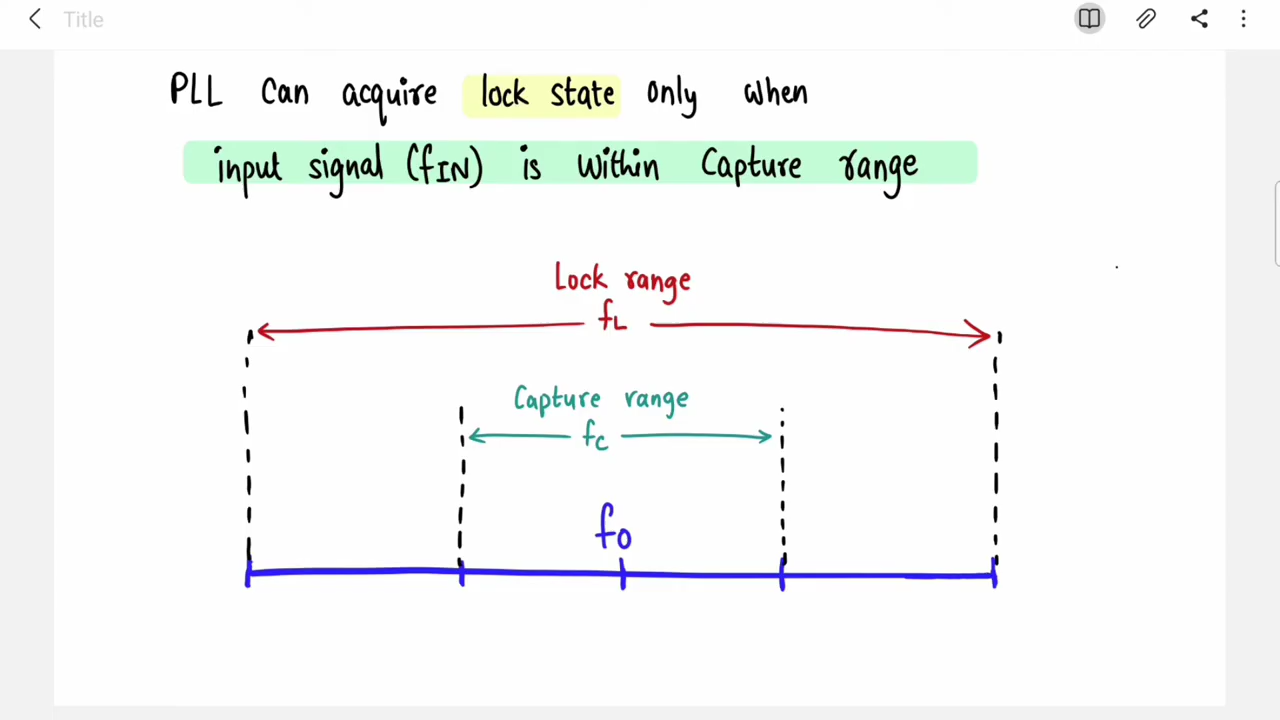 Title
PLL can acquire lock state only when
input signal (fIN) is within capture range
Lock range
fL
Capture range
fc
fo